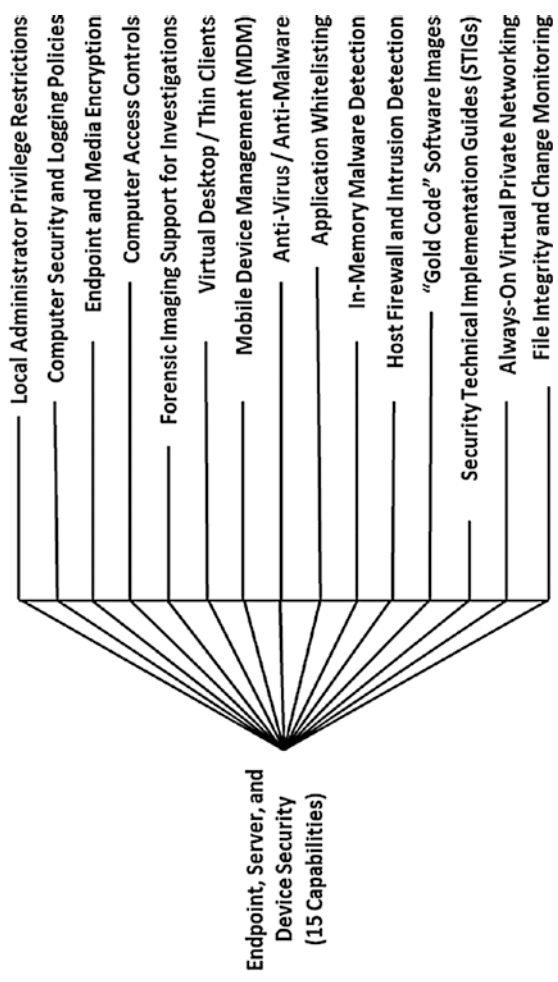 Endpoint, Server, and
Device Security
(15 Capabilities)
Local Administrator Privilege Restrictions
Computer Security and Logging Policies
Endpoint and Media Encryption
Computer Access Controls
Forensic Imaging Support for Investigations
Virtual Desktop / Thin Clients
Mobile Device Management (MDM)
Anti-Virus / Anti-Malware
Application Whitelisting
In-Memory Malware Detection
Host Firewall and Intrusion Detection
“Gold Code” Software Images
Security Technical Implementation Guides (STIGs)
Always-On Virtual Private Networking
File Integrity and Change Monitoring